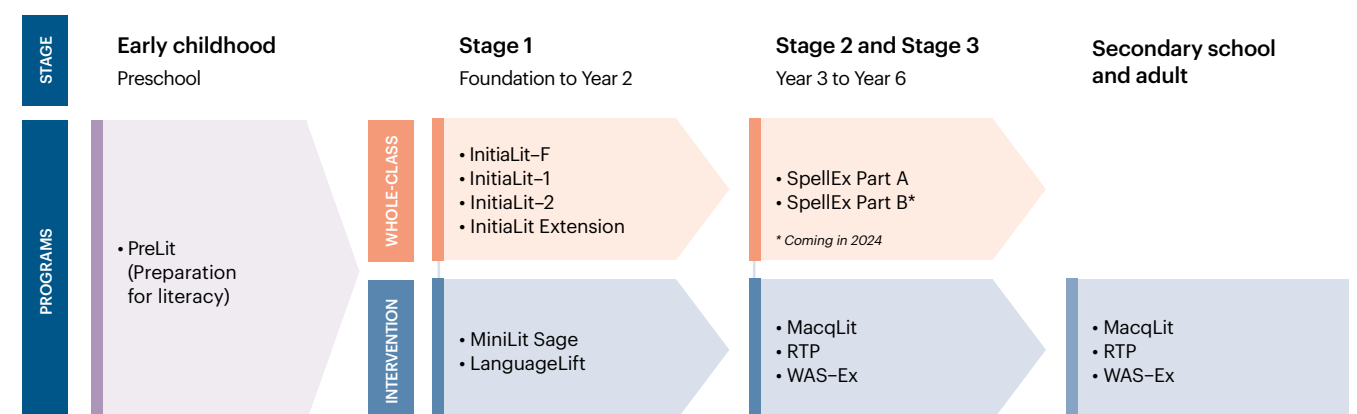 STAGE
Early childhood
Preschool
Stage 1
Foundation to Year 2
Stage 2 and Stage 3
Year 3 to Year 6
Secondary school
and adult
PROGRAMS
• PreLit
(Preparation
for literacy)
WHOLE-CLASS
• InitiaLit–F
• InitiaLit–1
• InitiaLit–2
• InitiaLit Extension
• SpellEx Part A
• SpellEx Part B*
* Coming in 2024
INTERVENTION
• MiniLit Sage
• LanguageLift
• MacqLit
• RTP
• WAS–Ex
• MacqLit
• RTP
• WAS–Ex